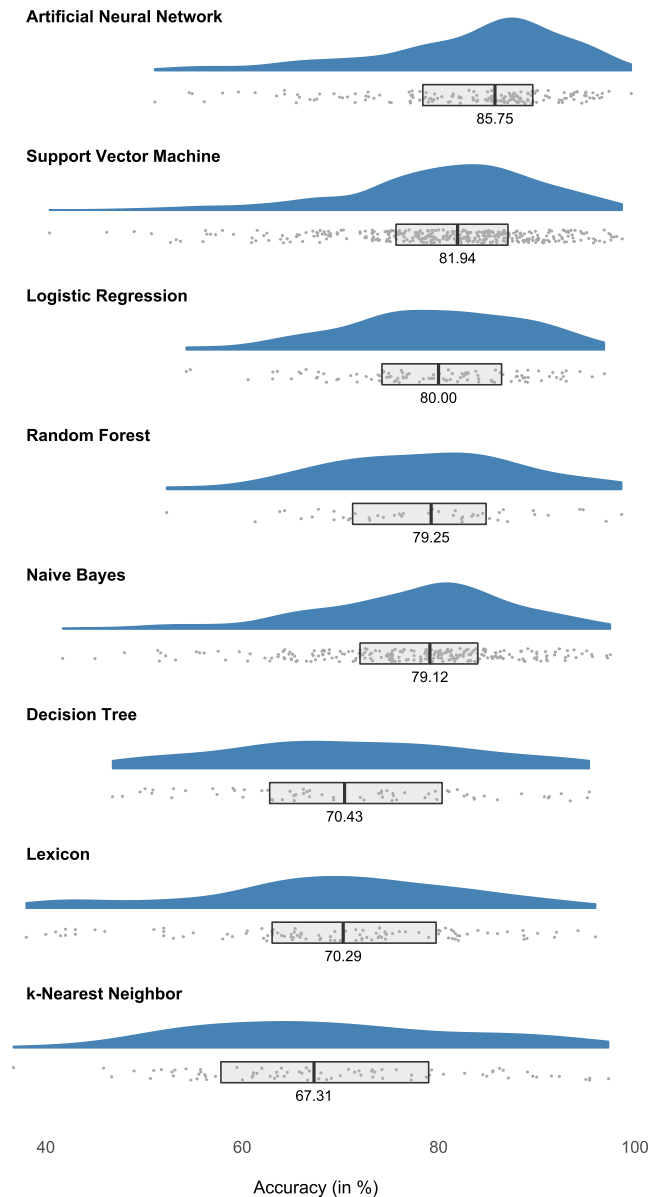 Artificial Neural Network
85.75
Support Vector Machine
81.94
Logistic Regression
80.00
Random Forest
79.25
Naive Bayes
79.12
Decision Tree
70.43
Lexicon
70.29
k-Nearest Neighbor
67.31
40 60 80 100
Accuracy (in %)